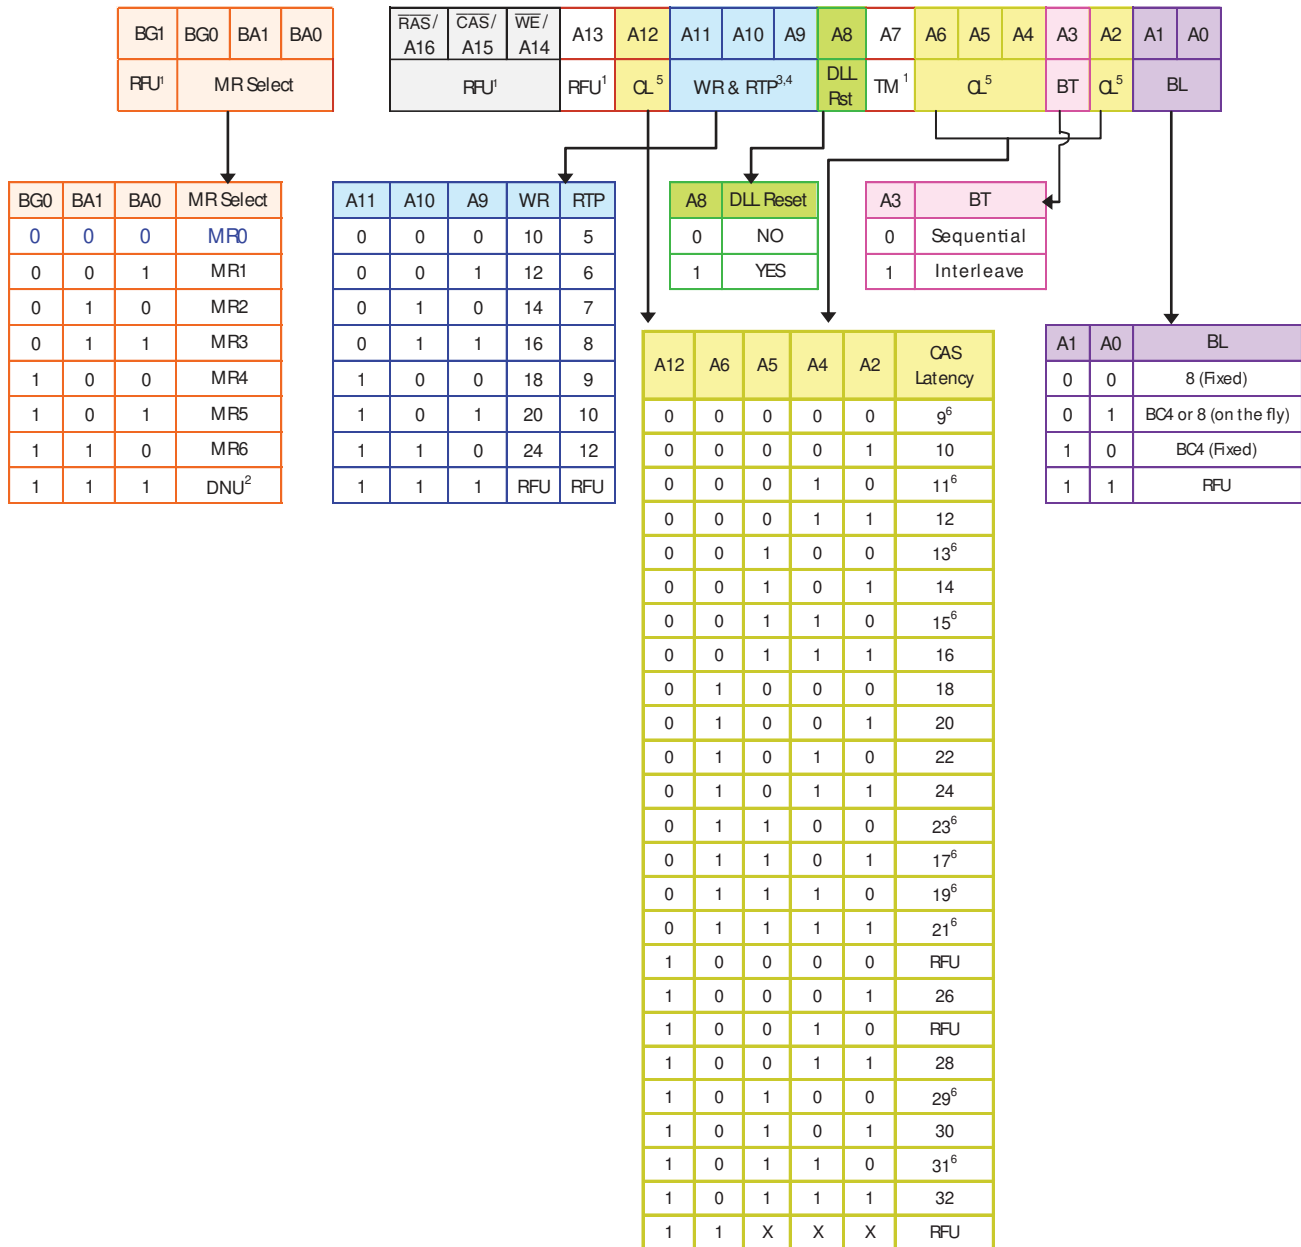 BG1 BG0 BA1 BA0
RFU¹ MR Select
RAS/ A16 CAS/ A15 WE/ A14 A13 A12 A11 A10 A9 A8 A7 A6 A5 A4 A3 A2 A1 A0
RFU¹ RFU¹ CL⁵ WR & RTP³,⁴ DLL Rst TM¹ CL⁵ BT CL⁵ BL
BG0 BA1 BA0 MR Select
0 0 0 MR0
0 0 1 MR1
0 1 0 MR2
0 1 1 MR3
1 0 0 MR4
1 0 1 MR5
1 1 0 MR6
1 1 1 DNU²
A11 A10 A9 WR RTP
0 0 0 10 5
0 0 1 12 6
0 1 0 14 7
0 1 1 16 8
1 0 0 18 9
1 0 1 20 10
1 1 0 24 12
1 1 1 RFU RFU
A8 DLL Reset
0 NO
1 YES
A3 BT
0 Sequential
1 Interleave
A12 A6 A5 A4 A2 CAS Latency
0 0 0 0 0 9⁶
0 0 0 0 1 10
0 0 0 1 0 11⁶
0 0 0 1 1 12
0 0 1 0 0 13⁶
0 0 1 0 1 14
0 0 1 1 0 15⁶
0 0 1 1 1 16
0 1 0 0 0 18
0 1 0 0 1 20
0 1 0 1 0 22
0 1 0 1 1 24
0 1 1 0 0 23⁶
0 1 1 0 1 17⁶
0 1 1 1 0 19⁶
0 1 1 1 1 21⁶
1 0 0 0 0 RFU
1 0 0 0 1 26
1 0 0 1 0 RFU
1 0 0 1 1 28
1 0 1 0 0 29⁶
1 0 1 0 1 30
1 0 1 1 0 31⁶
1 0 1 1 1 32
1 1 X X X RFU
A1 A0 BL
0 0 8 (Fixed)
0 1 BC4 or 8 (on the fly)
1 0 BC4 (Fixed)
1 1 RFU